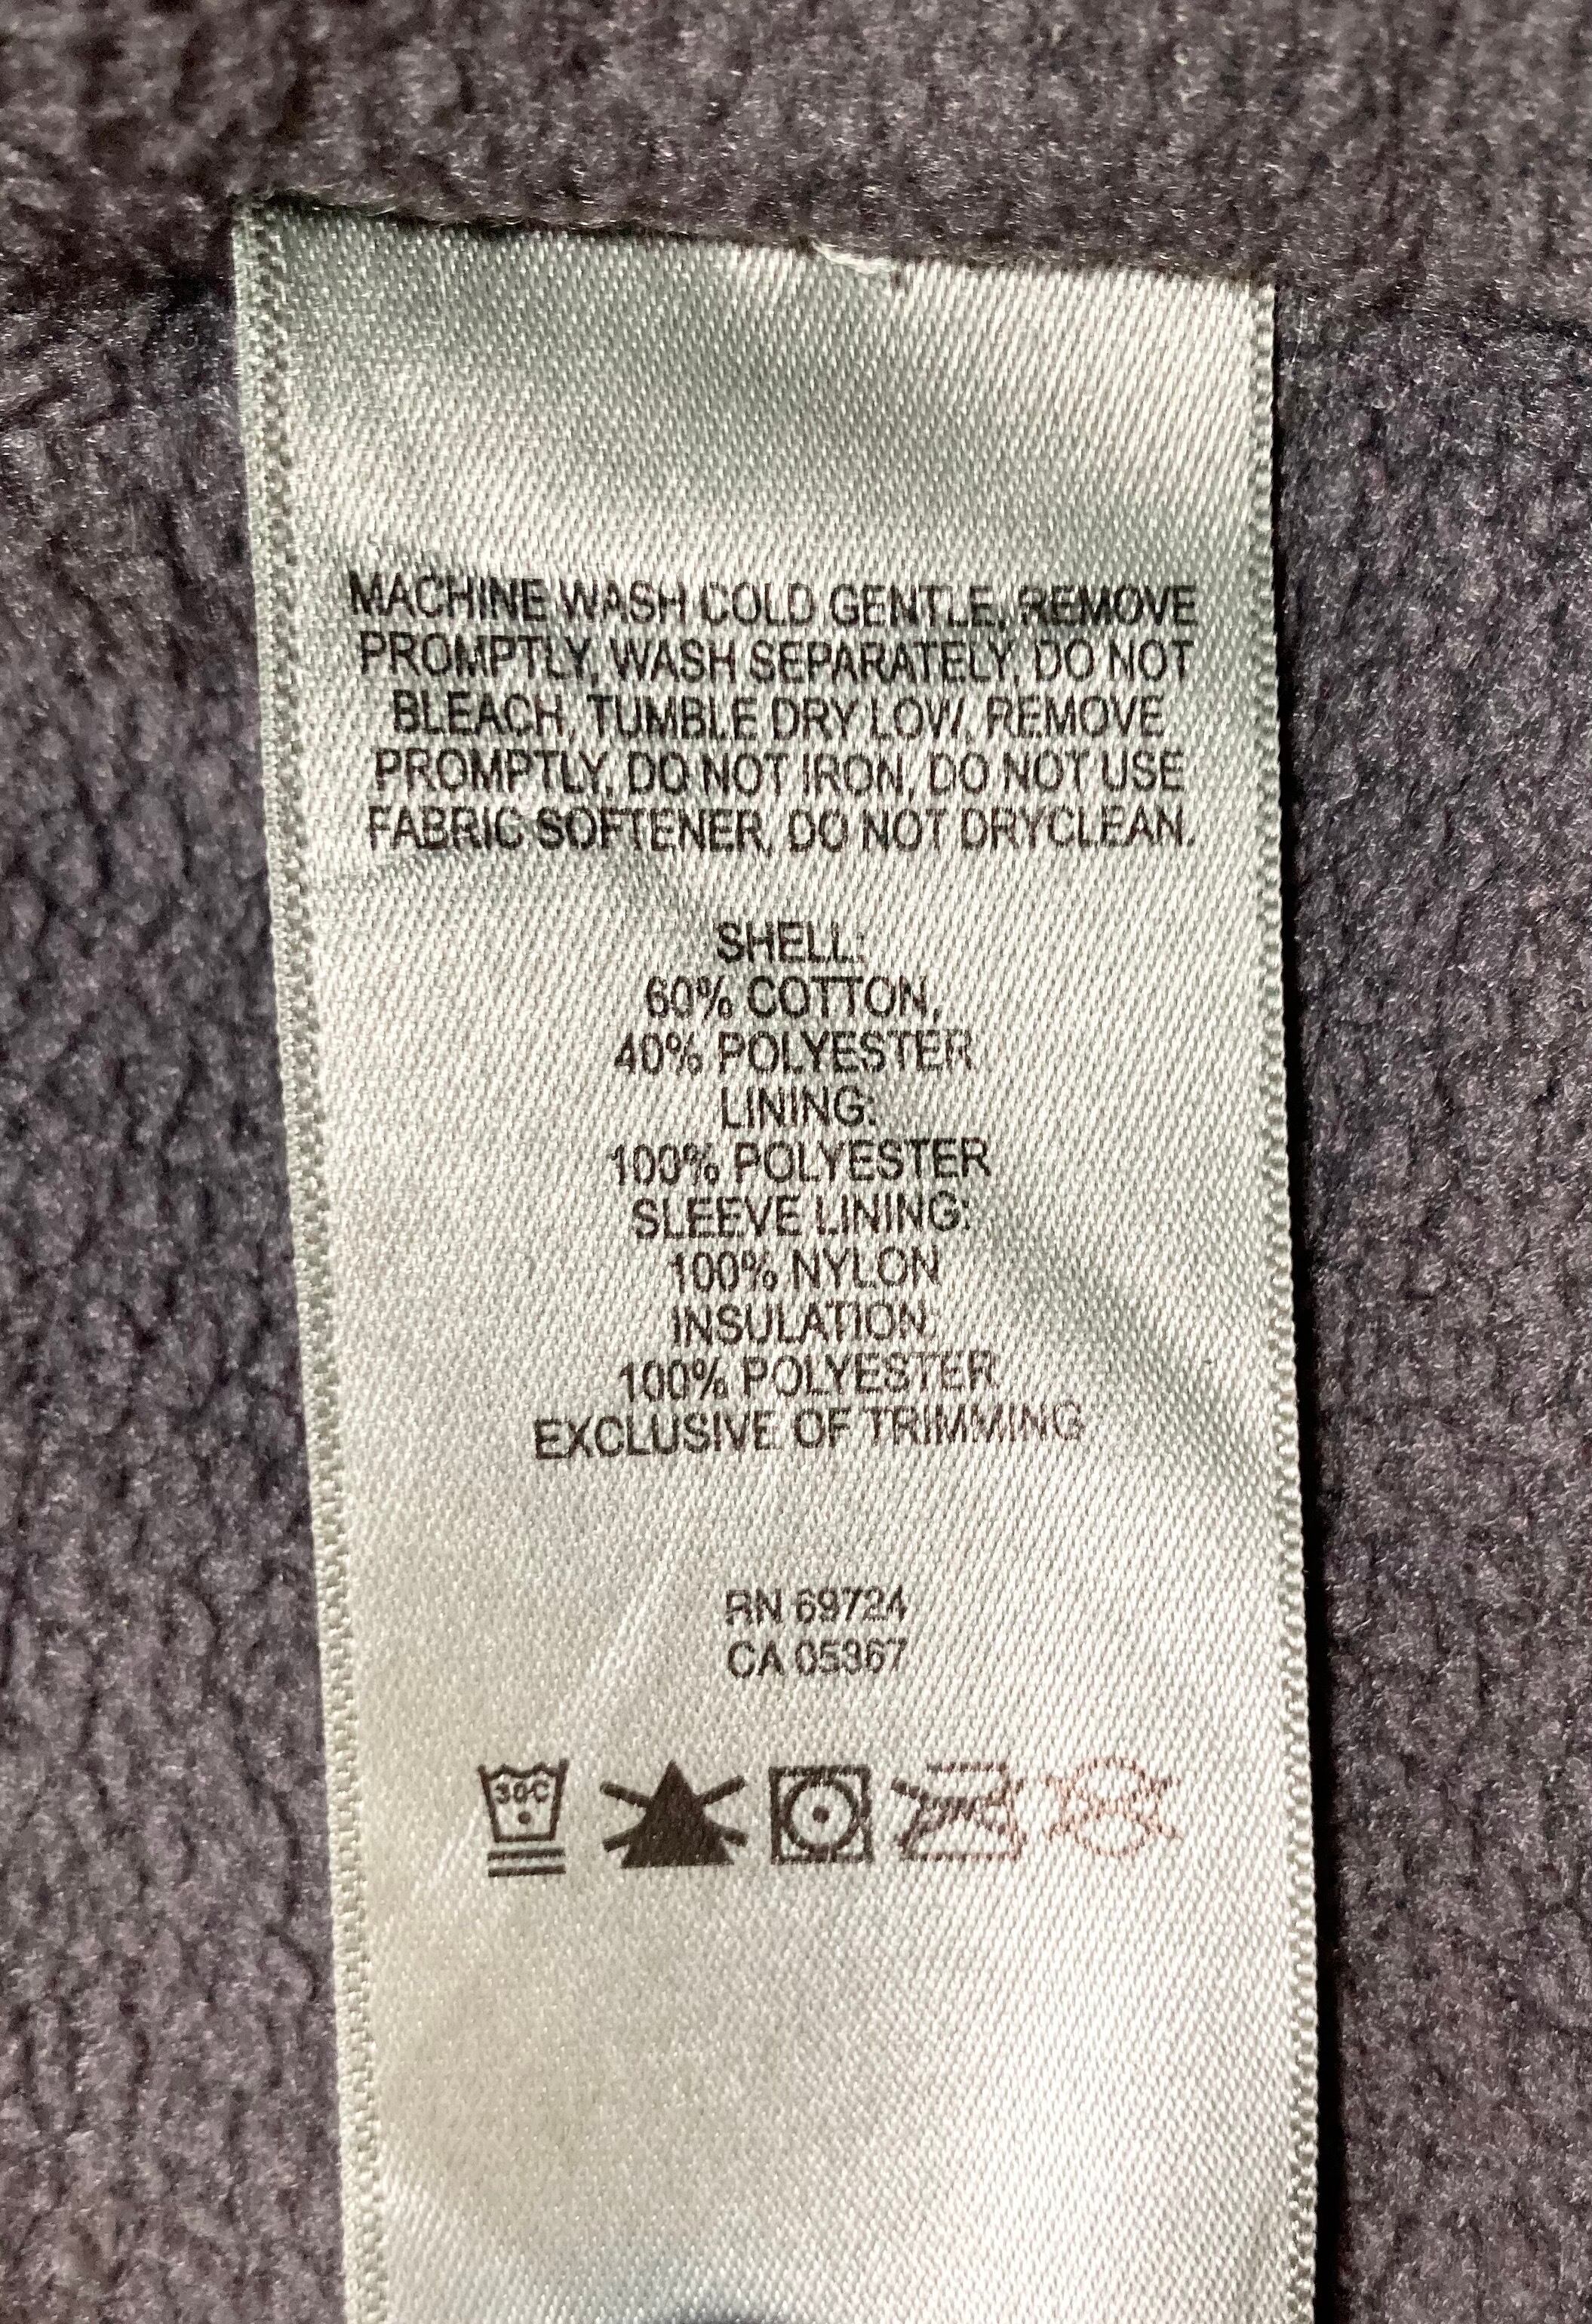 MACHINE WASH COLD GENTLE, REMOVE
PROMPTLY, WASH SEPARATELY, DO NOT
BLEACH, TUMBLE DRY LOW, REMOVE
PROMPTLY, DO NOT IRON, DO NOT USE
FABRIC SOFTENER, DO NOT DRYCLEAN.
SHELL:
60% COTTON,
40% POLYESTER
LINING:
100% POLYESTER
SLEEVE LINING:
100% NYLON
INSULATION:
100% POLYESTER
EXCLUSIVE OF TRIMMING
RN 69724
CA 05367
30C